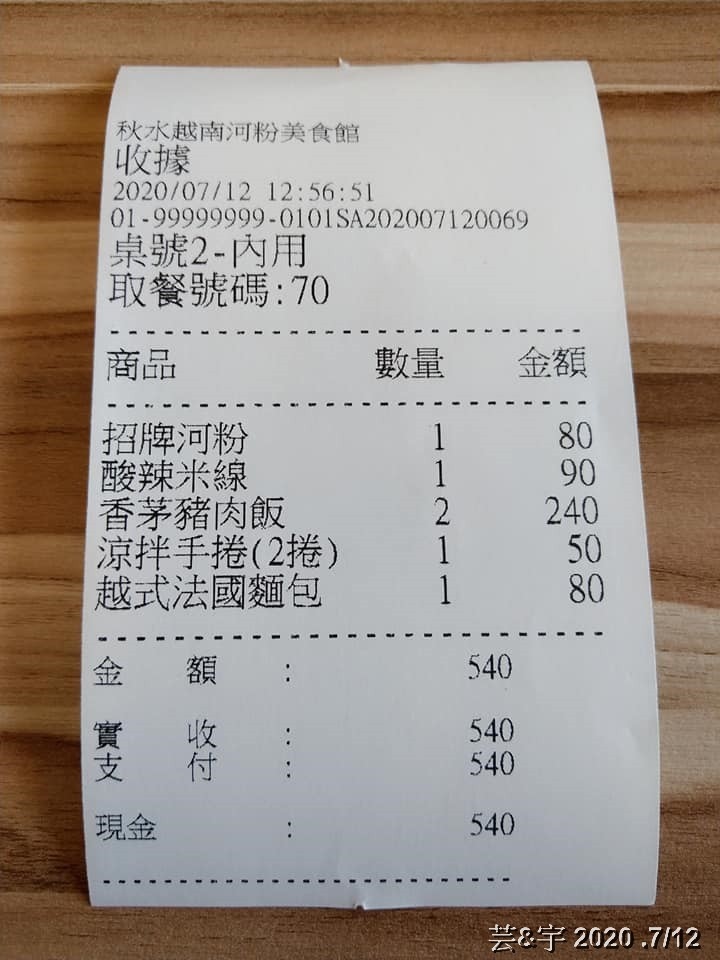 秋水越南河粉美食館
收據
2020/07/12 12:56:51
01-99999999-0101SA202007120069
桌號2-內用
取餐號碼:70
商品 數量 金額
招牌河粉 1 80
酸辣米線 1 90
香茅豬肉飯 2 240
涼拌手捲(2捲) 1 50
越式法國麵包 1 80
金額: 540
實收: 540
支付: 540
現金: 540
芸&宇 2020 .7/12